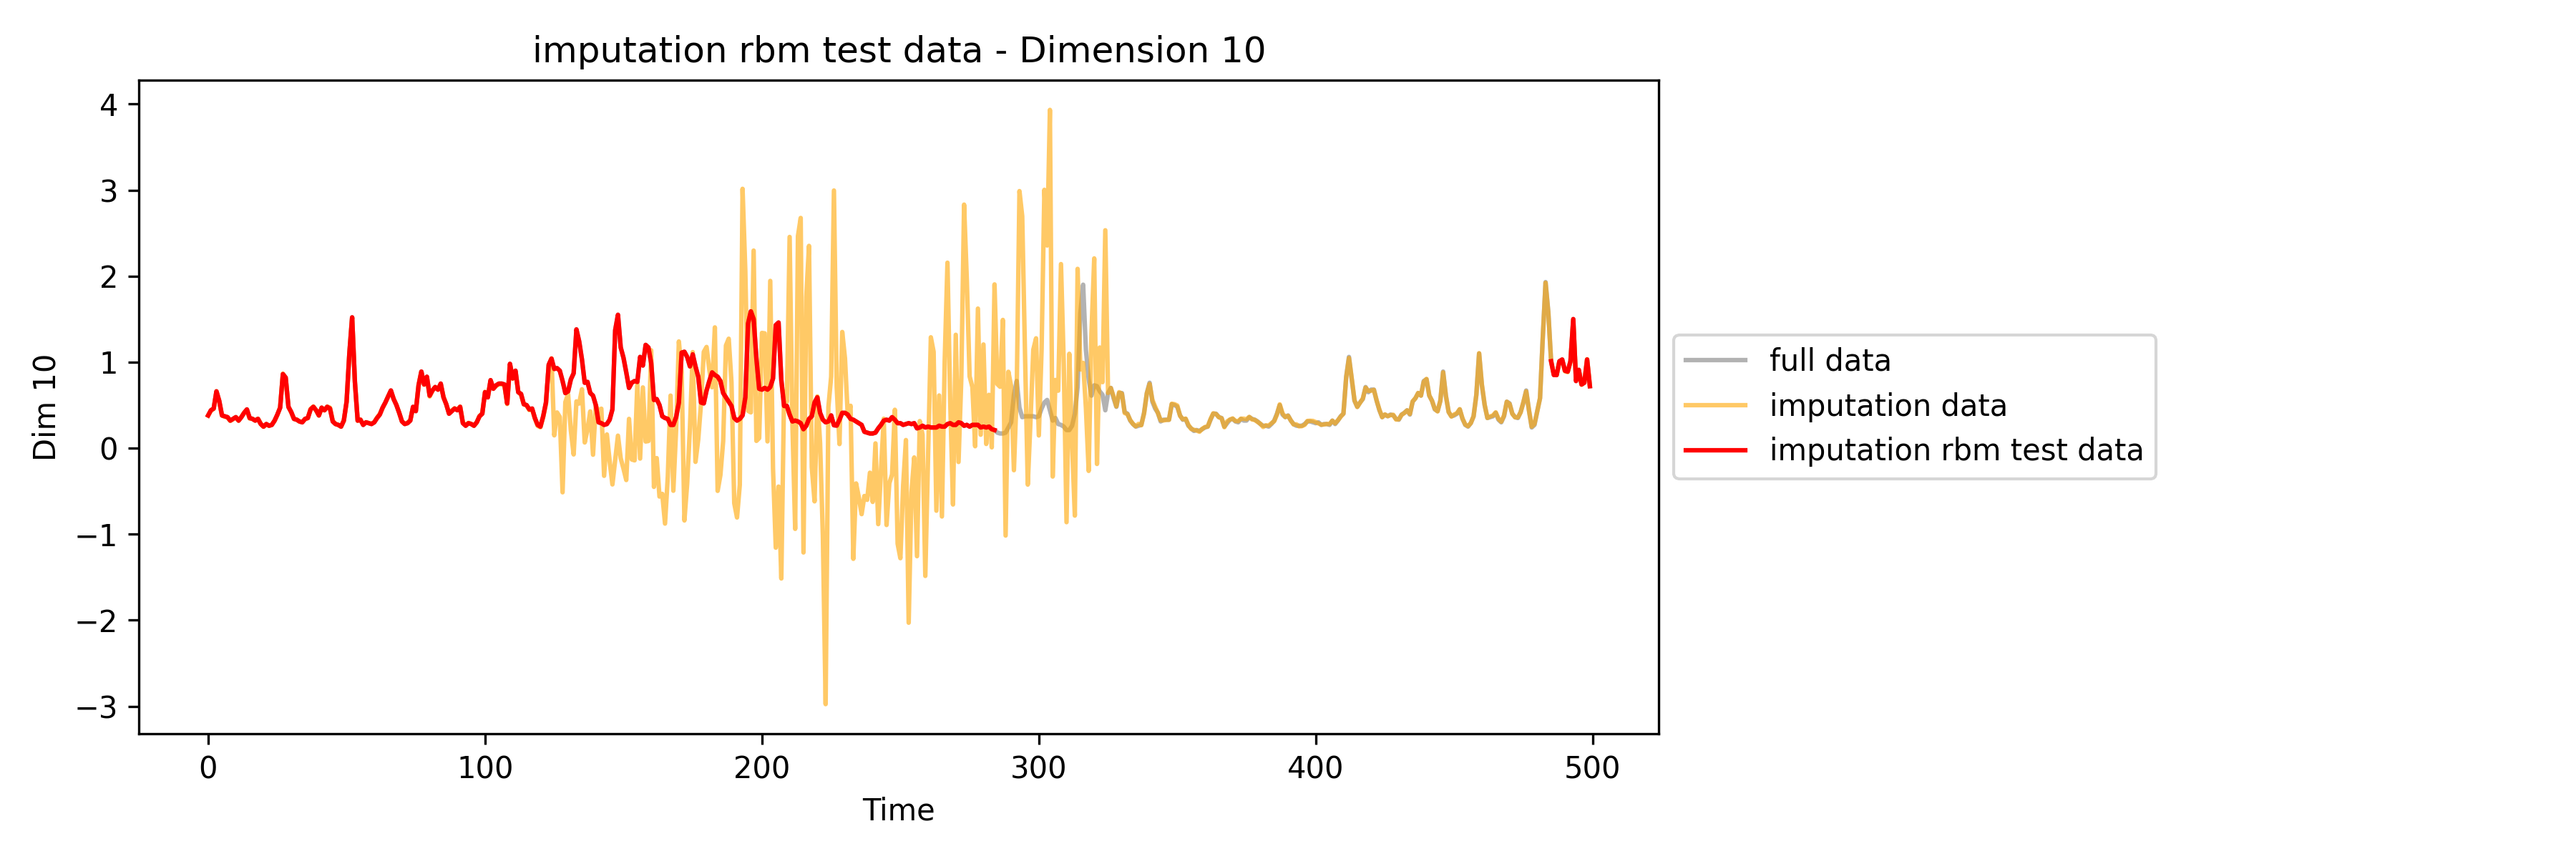 imputation rbm test data - Dimension 10
4
3
2
1
0
−1
−2
−3
Dim 10
0 100 200 300 400 500
Time
full data
imputation data
imputation rbm test data